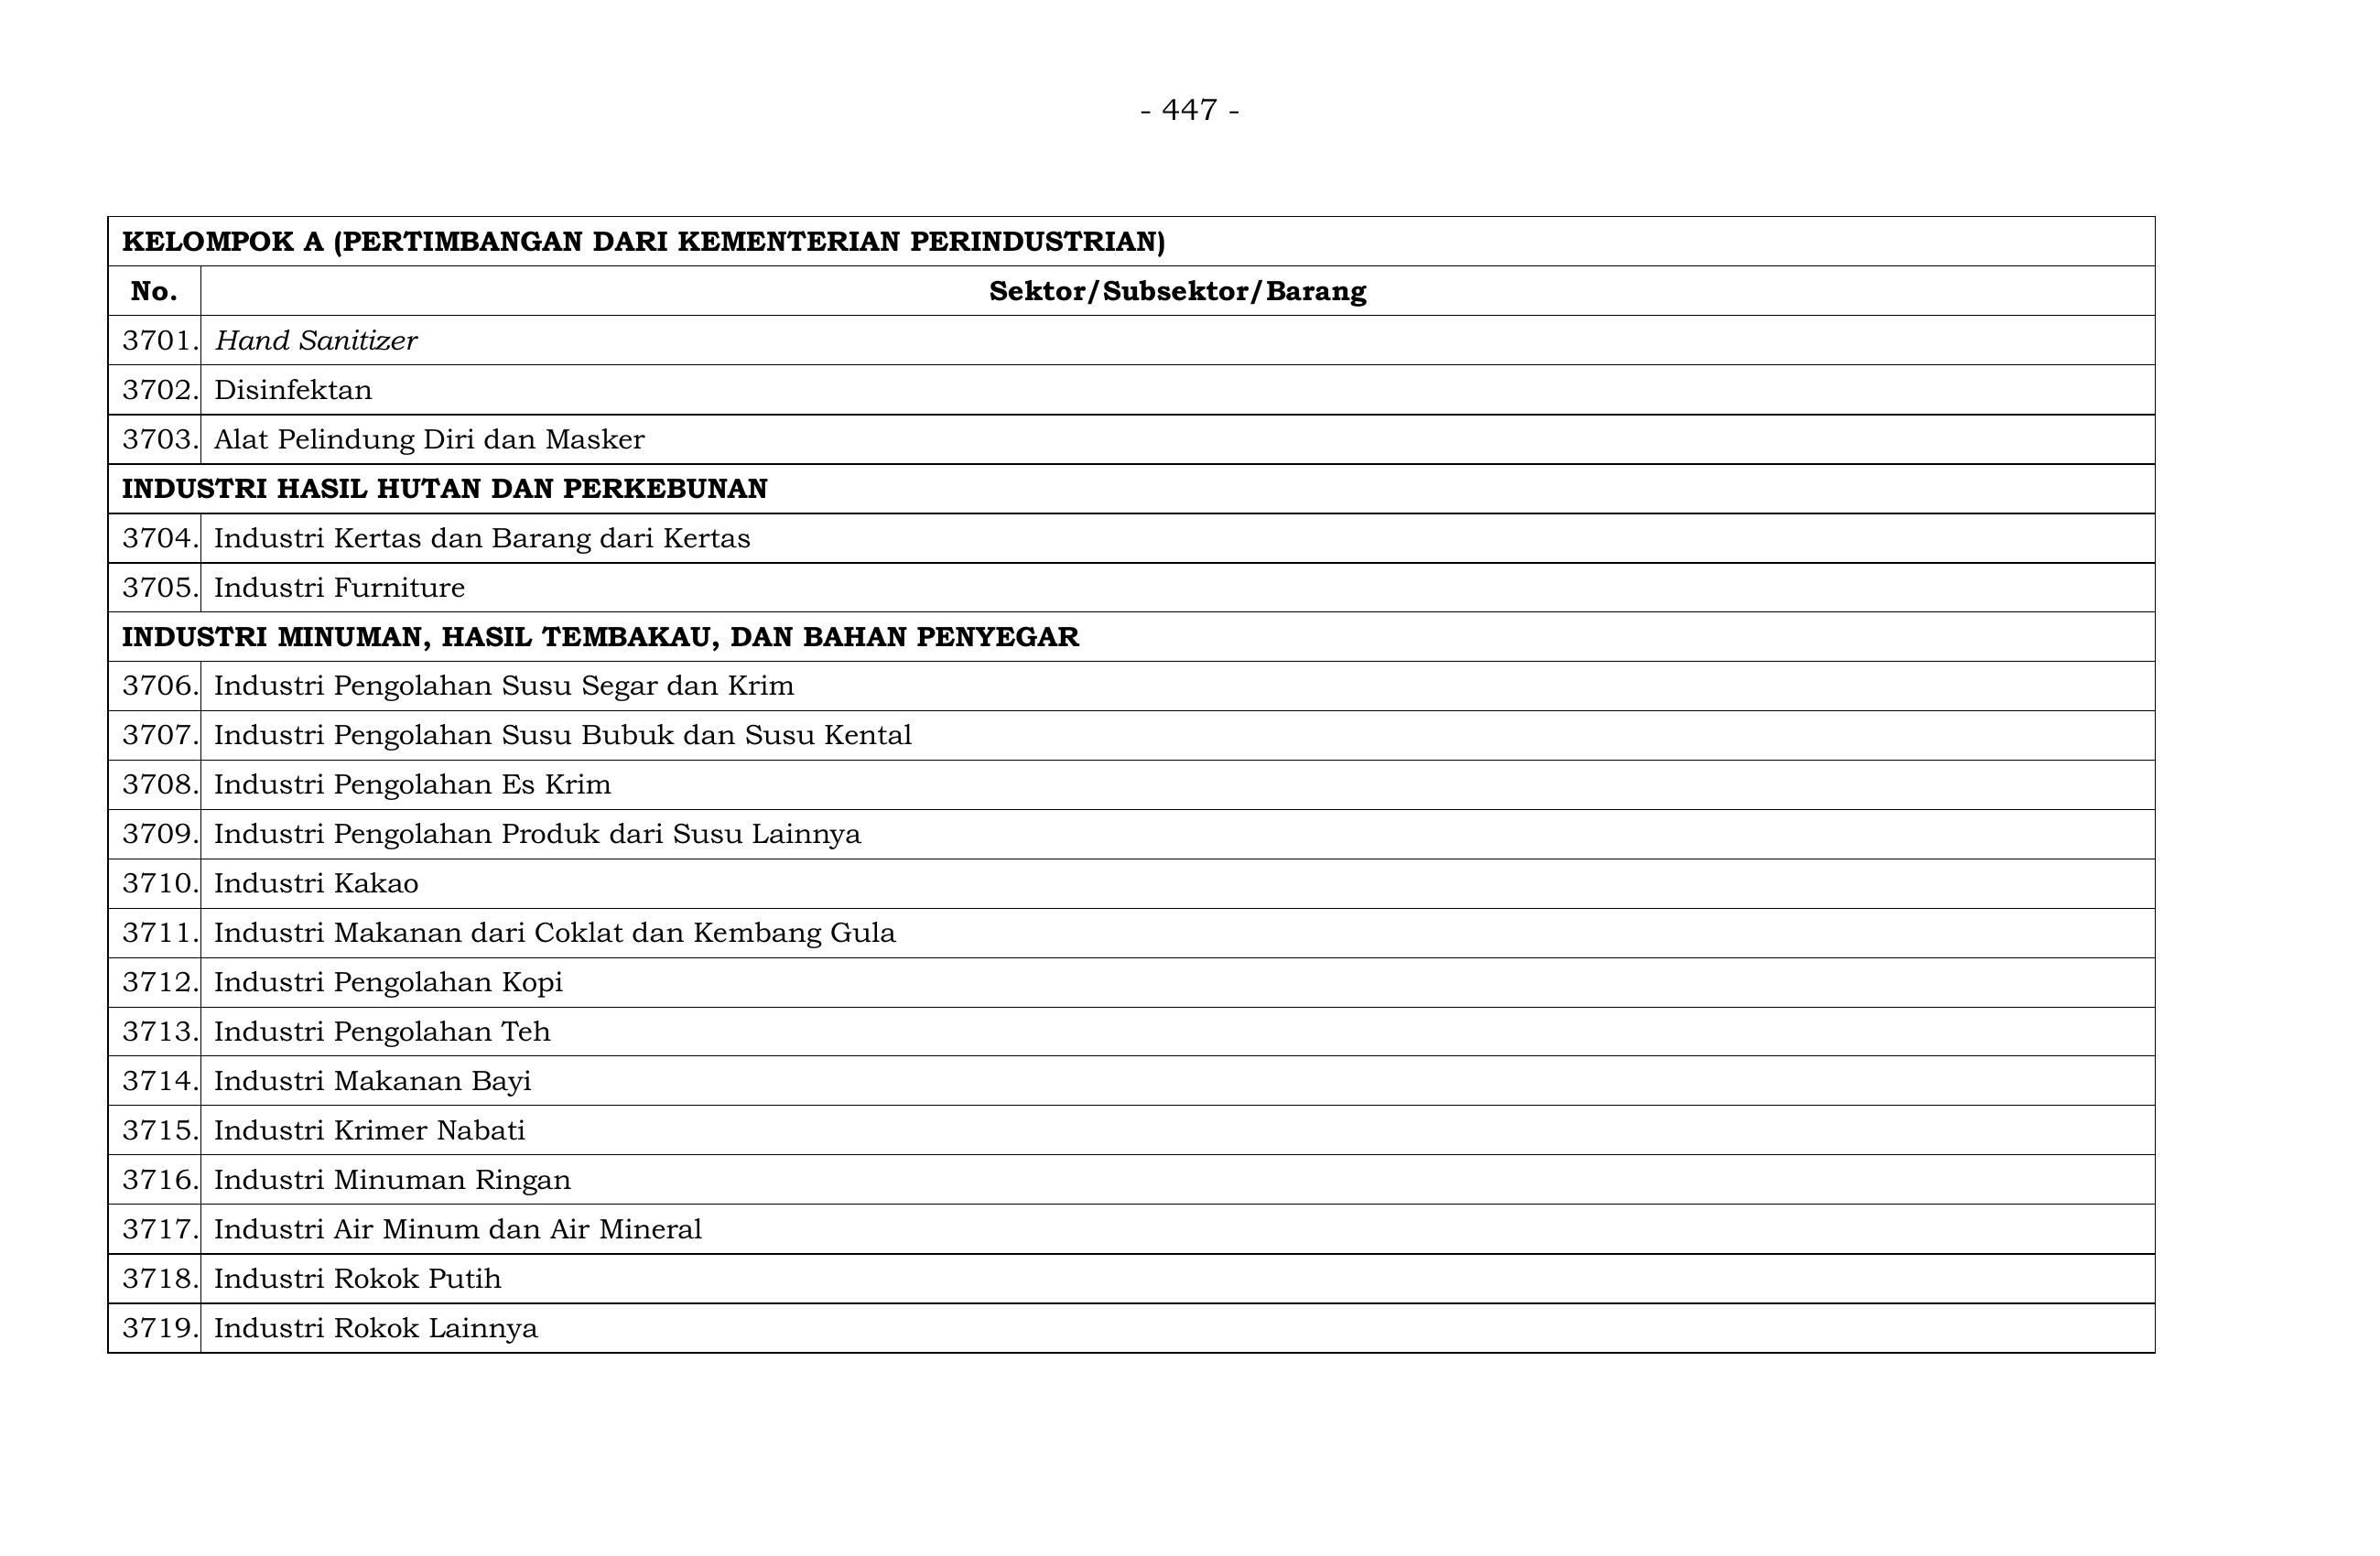 - 447 -
KELOMPOK A (PERTIMBANGAN DARI KEMENTERIAN PERINDUSTRIAN)
No. Sektor/Subsektor/Barang
3701. Hand Sanitizer
3702. Disinfektan
3703. Alat Pelindung Diri dan Masker
INDUSTRI HASIL HUTAN DAN PERKEBUNAN
3704. Industri Kertas dan Barang dari Kertas
3705. Industri Furniture
INDUSTRI MINUMAN, HASIL TEMBAKAU, DAN BAHAN PENYEGAR
3706. Industri Pengolahan Susu Segar dan Krim
3707. Industri Pengolahan Susu Bubuk dan Susu Kental
3708. Industri Pengolahan Es Krim
3709. Industri Pengolahan Produk dari Susu Lainnya
3710. Industri Kakao
3711. Industri Makanan dari Coklat dan Kembang Gula
3712. Industri Pengolahan Kopi
3713. Industri Pengolahan Teh
3714. Industri Makanan Bayi
3715. Industri Krimer Nabati
3716. Industri Minuman Ringan
3717. Industri Air Minum dan Air Mineral
3718. Industri Rokok Putih
3719. Industri Rokok Lainnya